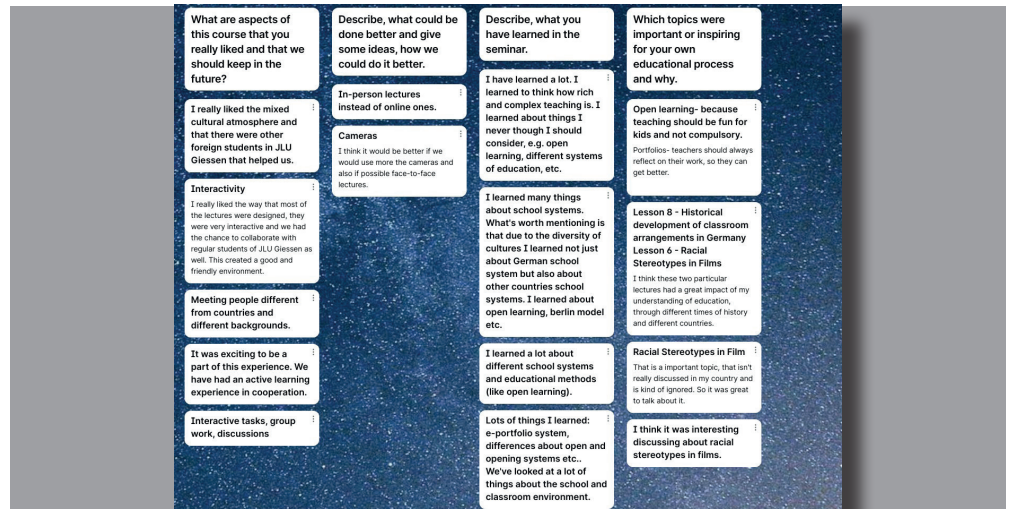 What are aspects of
this course that you
really liked and that we
should keep in the
future?
I really liked the mixed
cultural atmosphere and
that there were other
foreign students in JLU
Giessen that helped us.
Interactivity
I really liked the way that most of
the lectures were designed, they
were very interactive and we had
the chance to collaborate with
regular students of JLU Giessen as
well. This created a good and
friendly environment.
Meeting people different
from countries and
different backgrounds.
It was exciting to be a
part of this experience. We
have had an active learning
experience in cooperation.
Interactive tasks, group
work, discussions
Describe, what could be
done better and give
some ideas, how we
could do it better.
In-person lectures
instead of online ones.
Cameras
I think it would be better if we
would use more the cameras and
also if possible face-to-face
lectures.
Describe, what you
have learned in the
seminar.
I have learned a lot. I
learned to think how rich
and complex teaching is. I
learned about things I
never though I should
consider, e.g. open
learning, different systems
of education, etc.
I learned many things
about school systems.
What's worth mentioning is
that due to the diversity of
cultures I learned not just
about German school
system but also about
other countries school
systems. I learned about
open learning, berlin model
etc.
I learned a lot about
different school systems
and educational methods
(like open learning).
Lots of things I learned:
e-portfolio system,
differences about open and
opening systems etc..
We've looked at a lot of
things about the school and
classroom environment.
Which topics were
important or inspiring
for your own
educational process
and why.
Open learning- because
teaching should be fun for
kids and not compulsory.
Portfolios- teachers should always
reflect on their work, so they can
get better.
Lesson 8 - Historical
development of classroom
arrangements in Germany
Lesson 6 - Racial
Stereotypes in Films
I think these two particular
lectures had a great impact of my
understanding of education,
through different times of history
and different countries.
Racial Stereotypes in Film
That is a important topic, that isn't
really discussed in my country and
is kind of ignored. So it was great
to talk about it.
I think it was interesting
discussing about racial
stereotypes in films.